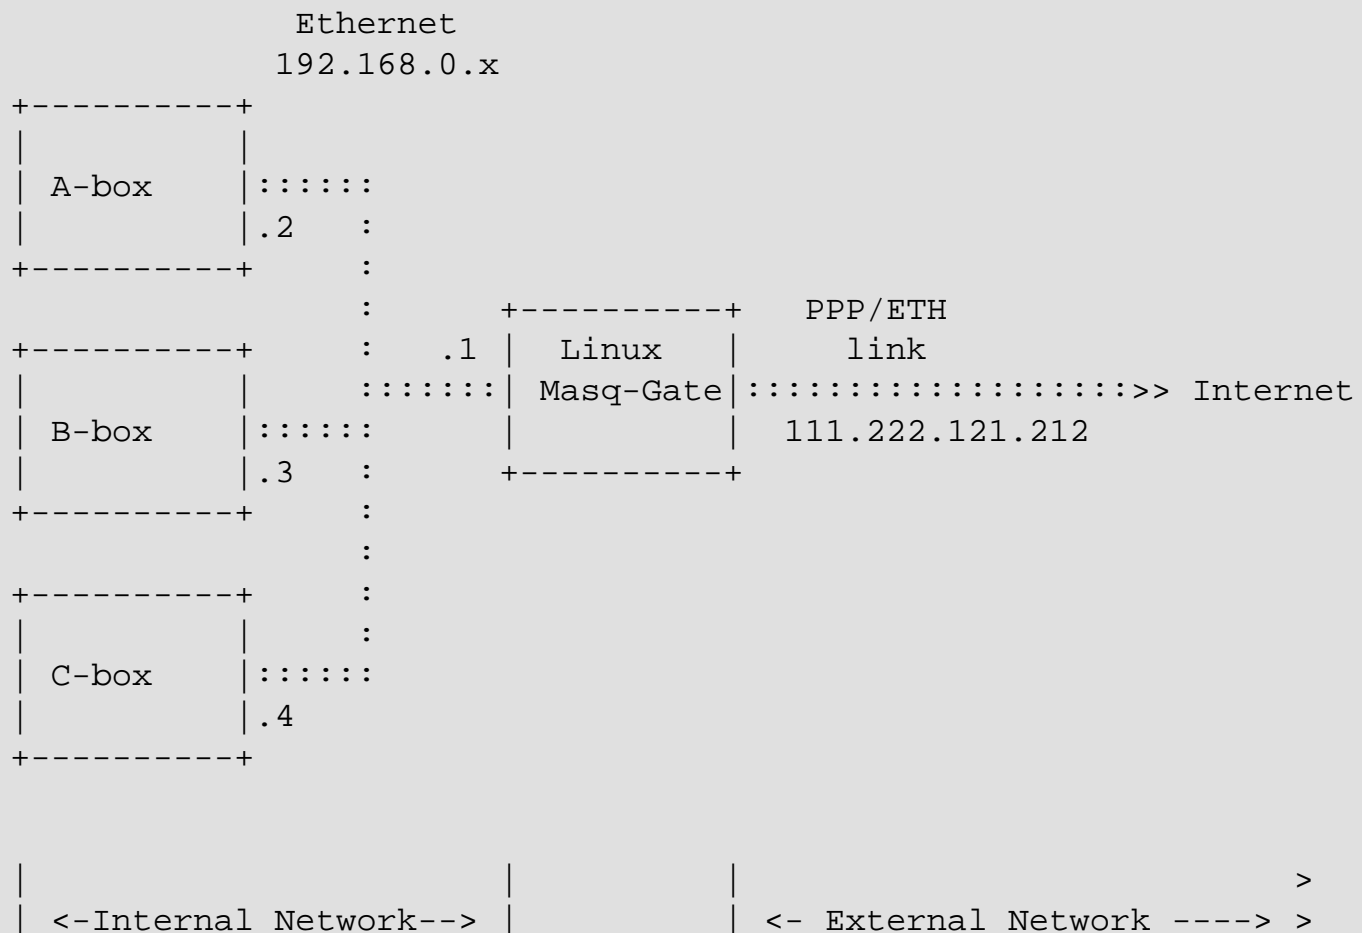 Ethernet
             192.168.0.x
+----------+
|          |
| A-box    |::::::
|          |.2   :
+----------+     :
                 :      +----------+   PPP/ETH
+----------+     :   .1 |  Linux   |     link
|          |     :::::::| Masq-Gate|:::::::::::::::::::>> Internet
| B-box    |::::::      |          |  111.222.121.212
|          |.3   :      +----------+
+----------+     :
                 :
+----------+     :
|          |     :
| C-box    |::::::
|          |.4
+----------+
|                       |          |                           >
| <-Internal Network--> |          | <- External Network ----> >